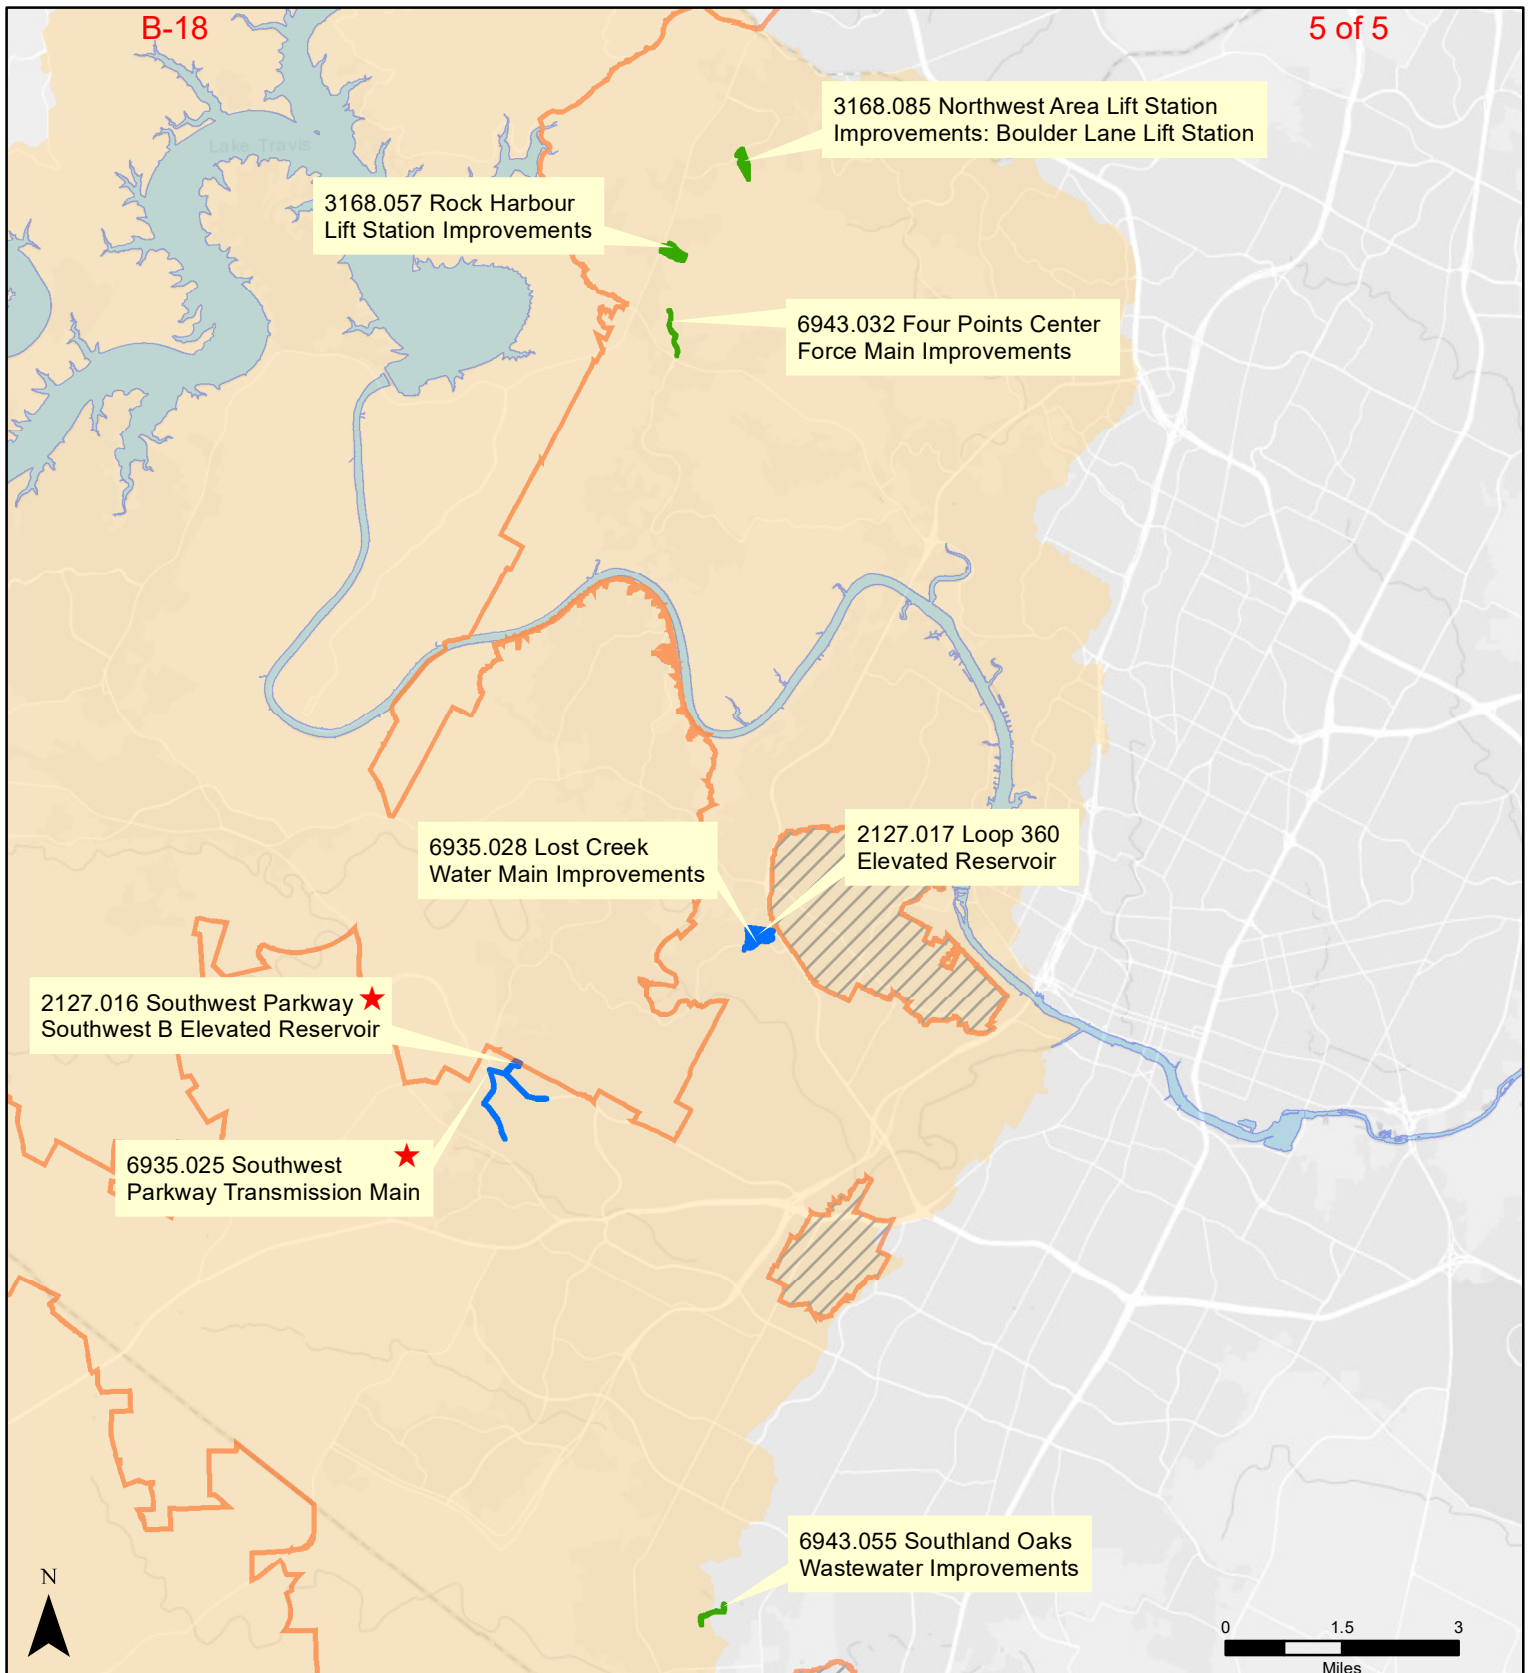 B-18
5 of 5
3168.085 Northwest Area Lift Station
Improvements: Boulder Lane Lift Station
Lake Travis
3168.057 Rock Harbour
Lift Station Improvements
6943.032 Four Points Center
Force Main Improvements
6935.028 Lost Creek
Water Main Improvements
2127.017 Loop 360
Elevated Reservoir
2127.016 Southwest Parkway
Southwest B Elevated Reservoir
6935.025 Southwest
Parkway Transmission Main
6943.055 Southland Oaks
Wastewater Improvements
N
0 1.5 3
Miles